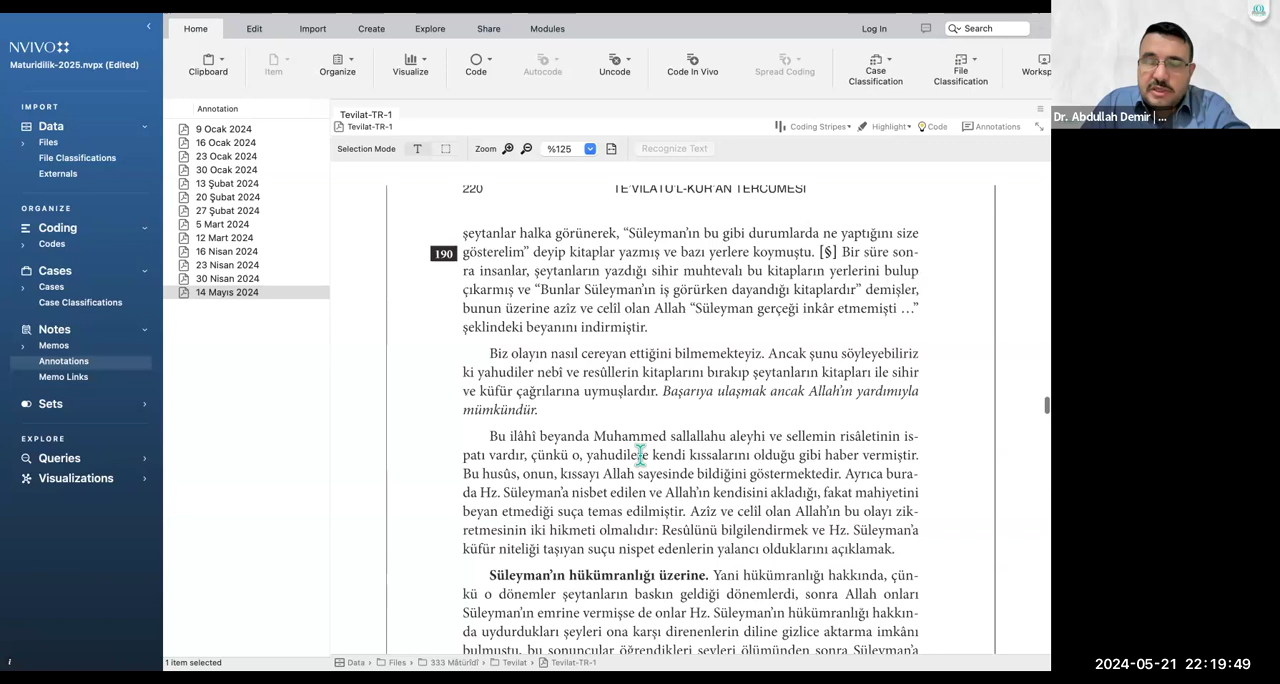 Home Edit Import Create Explore Share Modules Log In Search
NVIVO
Maturidilik-2025.nvpx (Edited)
IMPORT
Data
Files
File Classifications
Externals
ORGANIZE
Coding
Codes
Cases
Cases
Case Classifications
Notes
Memos
Annotations
Memo Links
Sets
EXPLORE
Queries
Visualizations
Clipboard Item Organize Visualize Code Autocode Uncode Code In Vivo Spread Coding Case Classification File Classification Worksp
Annotation
9 Ocak 2024
16 Ocak 2024
23 Ocak 2024
30 Ocak 2024
13 Şubat 2024
20 Şubat 2024
27 Şubat 2024
5 Mart 2024
12 Mart 2024
16 Nisan 2024
23 Nisan 2024
30 Nisan 2024
14 Mayıs 2024
1 item selected
Tevilat-TR-1
Tevilat-TR-1 Coding Stripes Highlight Code Annotations
Selection Mode T Zoom %125 Recognize Text
220 TE'VÎLÂTÜ'L-KUR'ÂN TERCÜMESİ
şeytanlar halka görünerek, “Süleyman’ın bu gibi durumlarda ne yaptığını size
190 gösterelim” deyip kitaplar yazmış ve bazı yerlere koymuştu. [§] Bir süre son-
ra insanlar, şeytanların yazdığı sihir muhtevalı bu kitapların yerlerini bulup
çıkarmış ve “Bunlar Süleyman’ın iş görürken dayandığı kitaplardır” demişler,
bunun üzerine azîz ve celîl olan Allah “Süleyman gerçeği inkâr etmemişti …”
şeklindeki beyanını indirmiştir.
Biz olayın nasıl cereyan ettiğini bilmemekteyiz. Ancak şunu söyleyebiliriz
ki yahudiler nebî ve resûllerin kitaplarını bırakıp şeytanların kitapları ile sihir
ve küfür çağrılarına uymuşlardır. Başarıya ulaşmak ancak Allah’ın yardımıyla
mümkündür.
Bu ilâhî beyanda Muhammed sallallahu aleyhi ve sellemin risâletinin is-
patı vardır, çünkü o, yahudilere kendi kıssalarını olduğu gibi haber vermiştir.
Bu husûs, onun, kıssayı Allah sayesinde bildiğini göstermektedir. Ayrıca bura-
da Hz. Süleyman’a nisbet edilen ve Allah’ın kendisini akladığı, fakat mahiyetini
beyan etmediği suça temas edilmiştir. Azîz ve celîl olan Allah’ın bu olayı zik-
retmesinin iki hikmeti olmalıdır: Resûlünü bilgilendirmek ve Hz. Süleyman’a
küfür niteliği taşıyan suçu nispet edenlerin yalancı olduklarını açıklamak.
Süleyman’ın hükümranlığı üzerine. Yani hükümranlığı hakkında, çün-
kü o dönemler şeytanların baskın geldiği dönemlerdi, sonra Allah onları
Süleyman’ın emrine vermişse de onlar Hz. Süleyman’ın hükümranlığı hakkın-
da uydurdukları şeyleri ona karşı direnenlerin diline gizlice aktarma imkânı
bulmuştu, bu sonuncular öğrendikleri şeyleri ölümünden sonra Süleyman’a
Data Files 333 Mâtürîdî Tevilat Tevilat-TR-1
Dr. Abdullah Demir | ...
2024-05-21 22:19:49